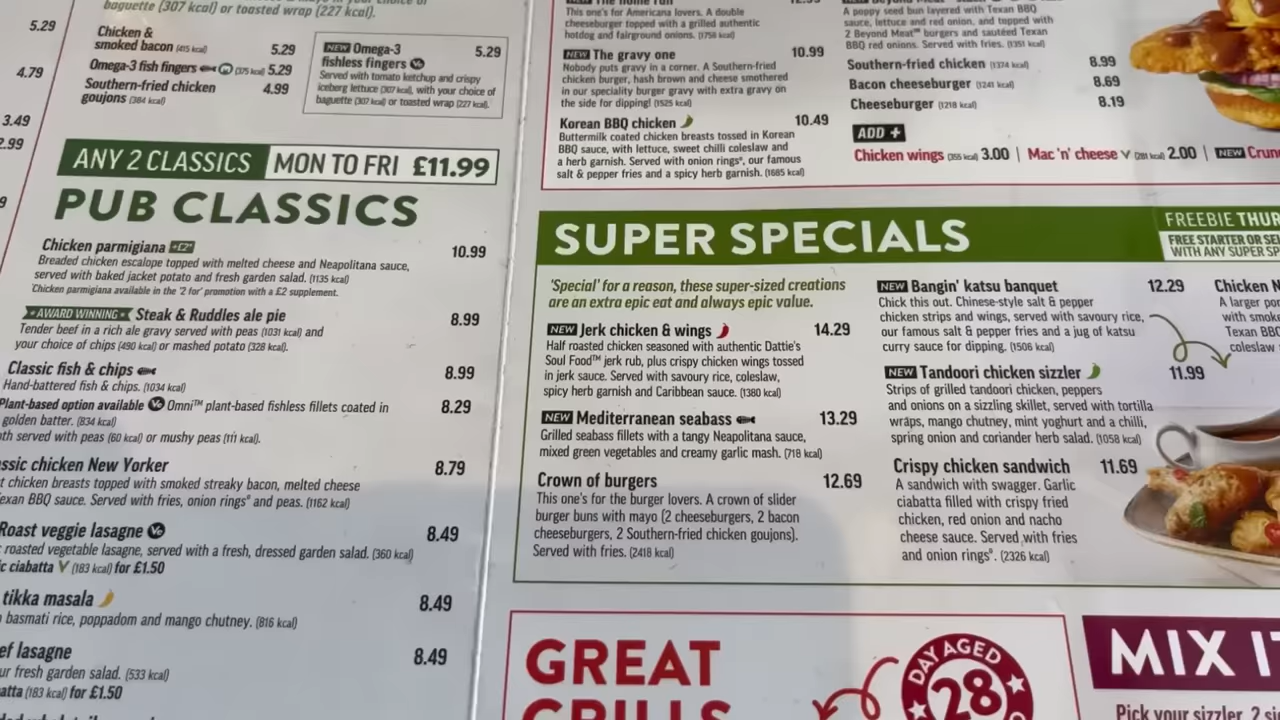 5.29
4.79
3.49
2.99
9
baguette (307 kcal) or toasted wrap (227 kcal).
Chicken &
smoked bacon (415 kcal) 5.29
Omega-3 fish fingers (375 kcal) 5.29
Southern-fried chicken
goujons (384 kcal) 4.99
NEW Omega-3 5.29
fishless fingers Ve
Served with tomato ketchup and crispy
iceberg lettuce (307 kcal), with your choice of
baguette (307 kcal) or toasted wrap (227 kcal).
ANY 2 CLASSICS MON TO FRI £11.99
PUB CLASSICS
Chicken parmigiana +£2* 10.99
Breaded chicken escalope topped with melted cheese and Neapolitana sauce,
served with baked jacket potato and fresh garden salad. (1135 kcal)
*Chicken parmigiana available in the '2 for' promotion with a £2 supplement.
AWARD WINNING Steak & Ruddles ale pie 8.99
Tender beef in a rich ale gravy served with peas (1031 kcal) and
your choice of chips (490 kcal) or mashed potato (328 kcal).
Classic fish & chips 8.99
Hand-battered fish & chips. (1034 kcal)
Plant-based option available Ve Omni™ plant-based fishless fillets coated in 8.29
golden batter. (834 kcal)
oth served with peas (60 kcal) or mushy peas (111 kcal).
assic chicken New Yorker 8.79
t chicken breasts topped with smoked streaky bacon, melted cheese
exan BBQ sauce. Served with fries, onion rings° and peas. (1162 kcal)
Roast veggie lasagne Ve 8.49
roasted vegetable lasagne, served with a fresh, dressed garden salad. (360 kcal)
c ciabatta V (183 kcal) for £1.50
tikka masala 8.49
basmati rice, poppadom and mango chutney. (816 kcal)
ef lasagne 8.49
ur fresh garden salad. (533 kcal)
atta (183 kcal) for £1.50
The home run
This one's for Americana lovers. A double
cheeseburger topped with a grilled authentic
hotdog and fairground onions. (1758 kcal)
NEW The gravy one 10.99
Nobody puts gravy in a corner. A Southern-fried
chicken burger, hash brown and cheese smothered
in our speciality burger gravy with extra gravy on
the side for dipping! (1525 kcal)
Korean BBQ chicken 10.49
Buttermilk coated chicken breasts tossed in Korean
BBQ sauce, with lettuce, sweet chilli coleslaw and
a herb garnish. Served with onion rings°, our famous
salt & pepper fries and a spicy herb garnish. (1685 kcal)
A poppy seed bun layered with Texan BBQ
sauce, lettuce and red onion, and topped with
2 Beyond Meat™ burgers and sautéed Texan
BBQ red onions. Served with fries. (1351 kcal)
Southern-fried chicken (1374 kcal) 8.99
Bacon cheeseburger (1241 kcal) 8.69
Cheeseburger (1218 kcal) 8.19
ADD +
Chicken wings (355 kcal) 3.00 | Mac 'n' cheese V (281 kcal) 2.00 | NEW Crun
SUPER SPECIALS
FREEBIE THUR
FREE STARTER OR SE
WITH ANY SUPER SP
'Special' for a reason, these super-sized creations
are an extra epic eat and always epic value.
NEW Jerk chicken & wings 14.29
Half roasted chicken seasoned with authentic Dattie's
Soul Food™ jerk rub, plus crispy chicken wings tossed
in jerk sauce. Served with savoury rice, coleslaw,
spicy herb garnish and Caribbean sauce. (1380 kcal)
NEW Mediterranean seabass 13.29
Grilled seabass fillets with a tangy Neapolitana sauce,
mixed green vegetables and creamy garlic mash. (718 kcal)
Crown of burgers 12.69
This one's for the burger lovers. A crown of slider
burger buns with mayo (2 cheeseburgers, 2 bacon
cheeseburgers, 2 Southern-fried chicken goujons).
Served with fries. (2418 kcal)
NEW Bangin' katsu banquet 12.29
Chick this out. Chinese-style salt & pepper
chicken strips and wings, served with savoury rice,
our famous salt & pepper fries and a jug of katsu
curry sauce for dipping. (1506 kcal)
NEW Tandoori chicken sizzler 11.99
Strips of grilled tandoori chicken, peppers
and onions on a sizzling skillet, served with tortilla
wraps, mango chutney, mint yoghurt and a chilli,
spring onion and coriander herb salad. (1058 kcal)
Crispy chicken sandwich 11.69
A sandwich with swagger. Garlic
ciabatta filled with crispy fried
chicken, red onion and nacho
cheese sauce. Served with fries
and onion rings°. (2326 kcal)
Chicken N
A larger por
with smoke
Texan BBQ
coleslaw
GREAT
GRILLS
DAY AGED
28
MIX IT
Pick your sizzler, 2 si